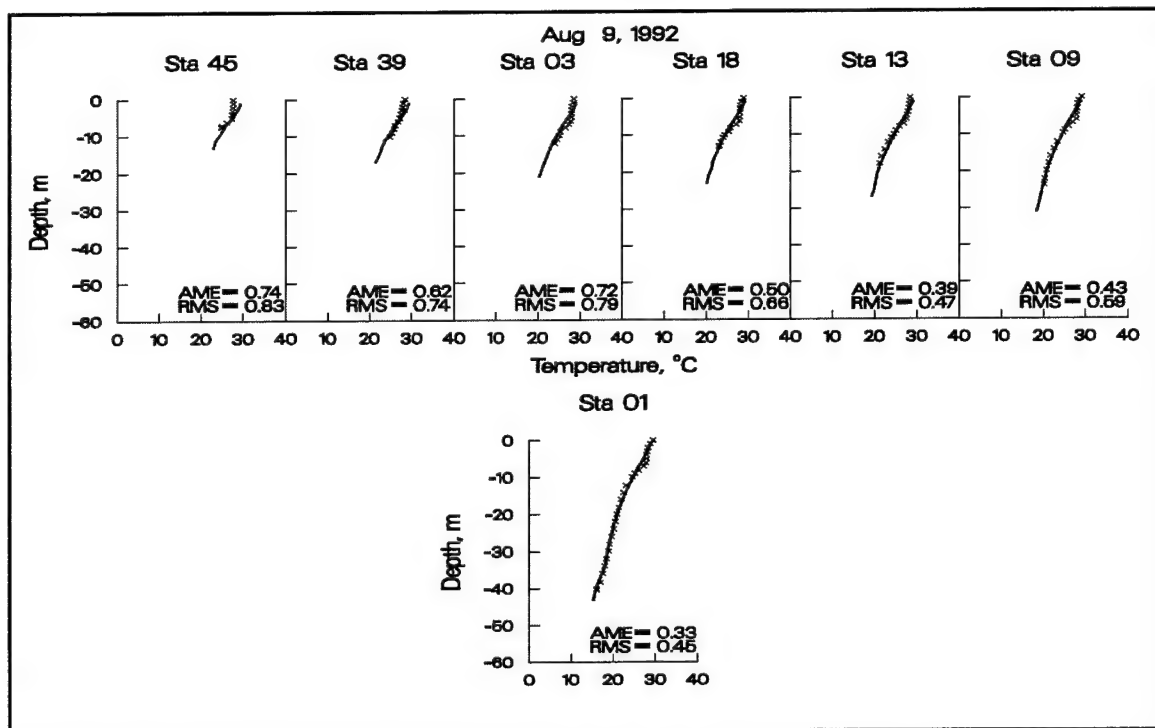 Aug 9, 1992
Sta 45 Sta 39 Sta 03 Sta 18 Sta 13 Sta 09
0
-10
-20
-30
-40
-50
-60
Depth, m
AME= 0.74 AME= 0.62 AME= 0.72 AME= 0.50 AME= 0.39 AME= 0.43
RMS = 0.83 RMS = 0.74 RMS = 0.79 RMS = 0.66 RMS = 0.47 RMS = 0.59
0 10 20 30 0 10 20 30 0 10 20 30 0 10 20 30 40 0 10 20 30 40 0 10 20 30 40
Temperature, °C
Sta 01
0
-10
-20
-30
-40
-50
-60
Depth, m
AME= 0.33
RMS = 0.45
0 10 20 30 40